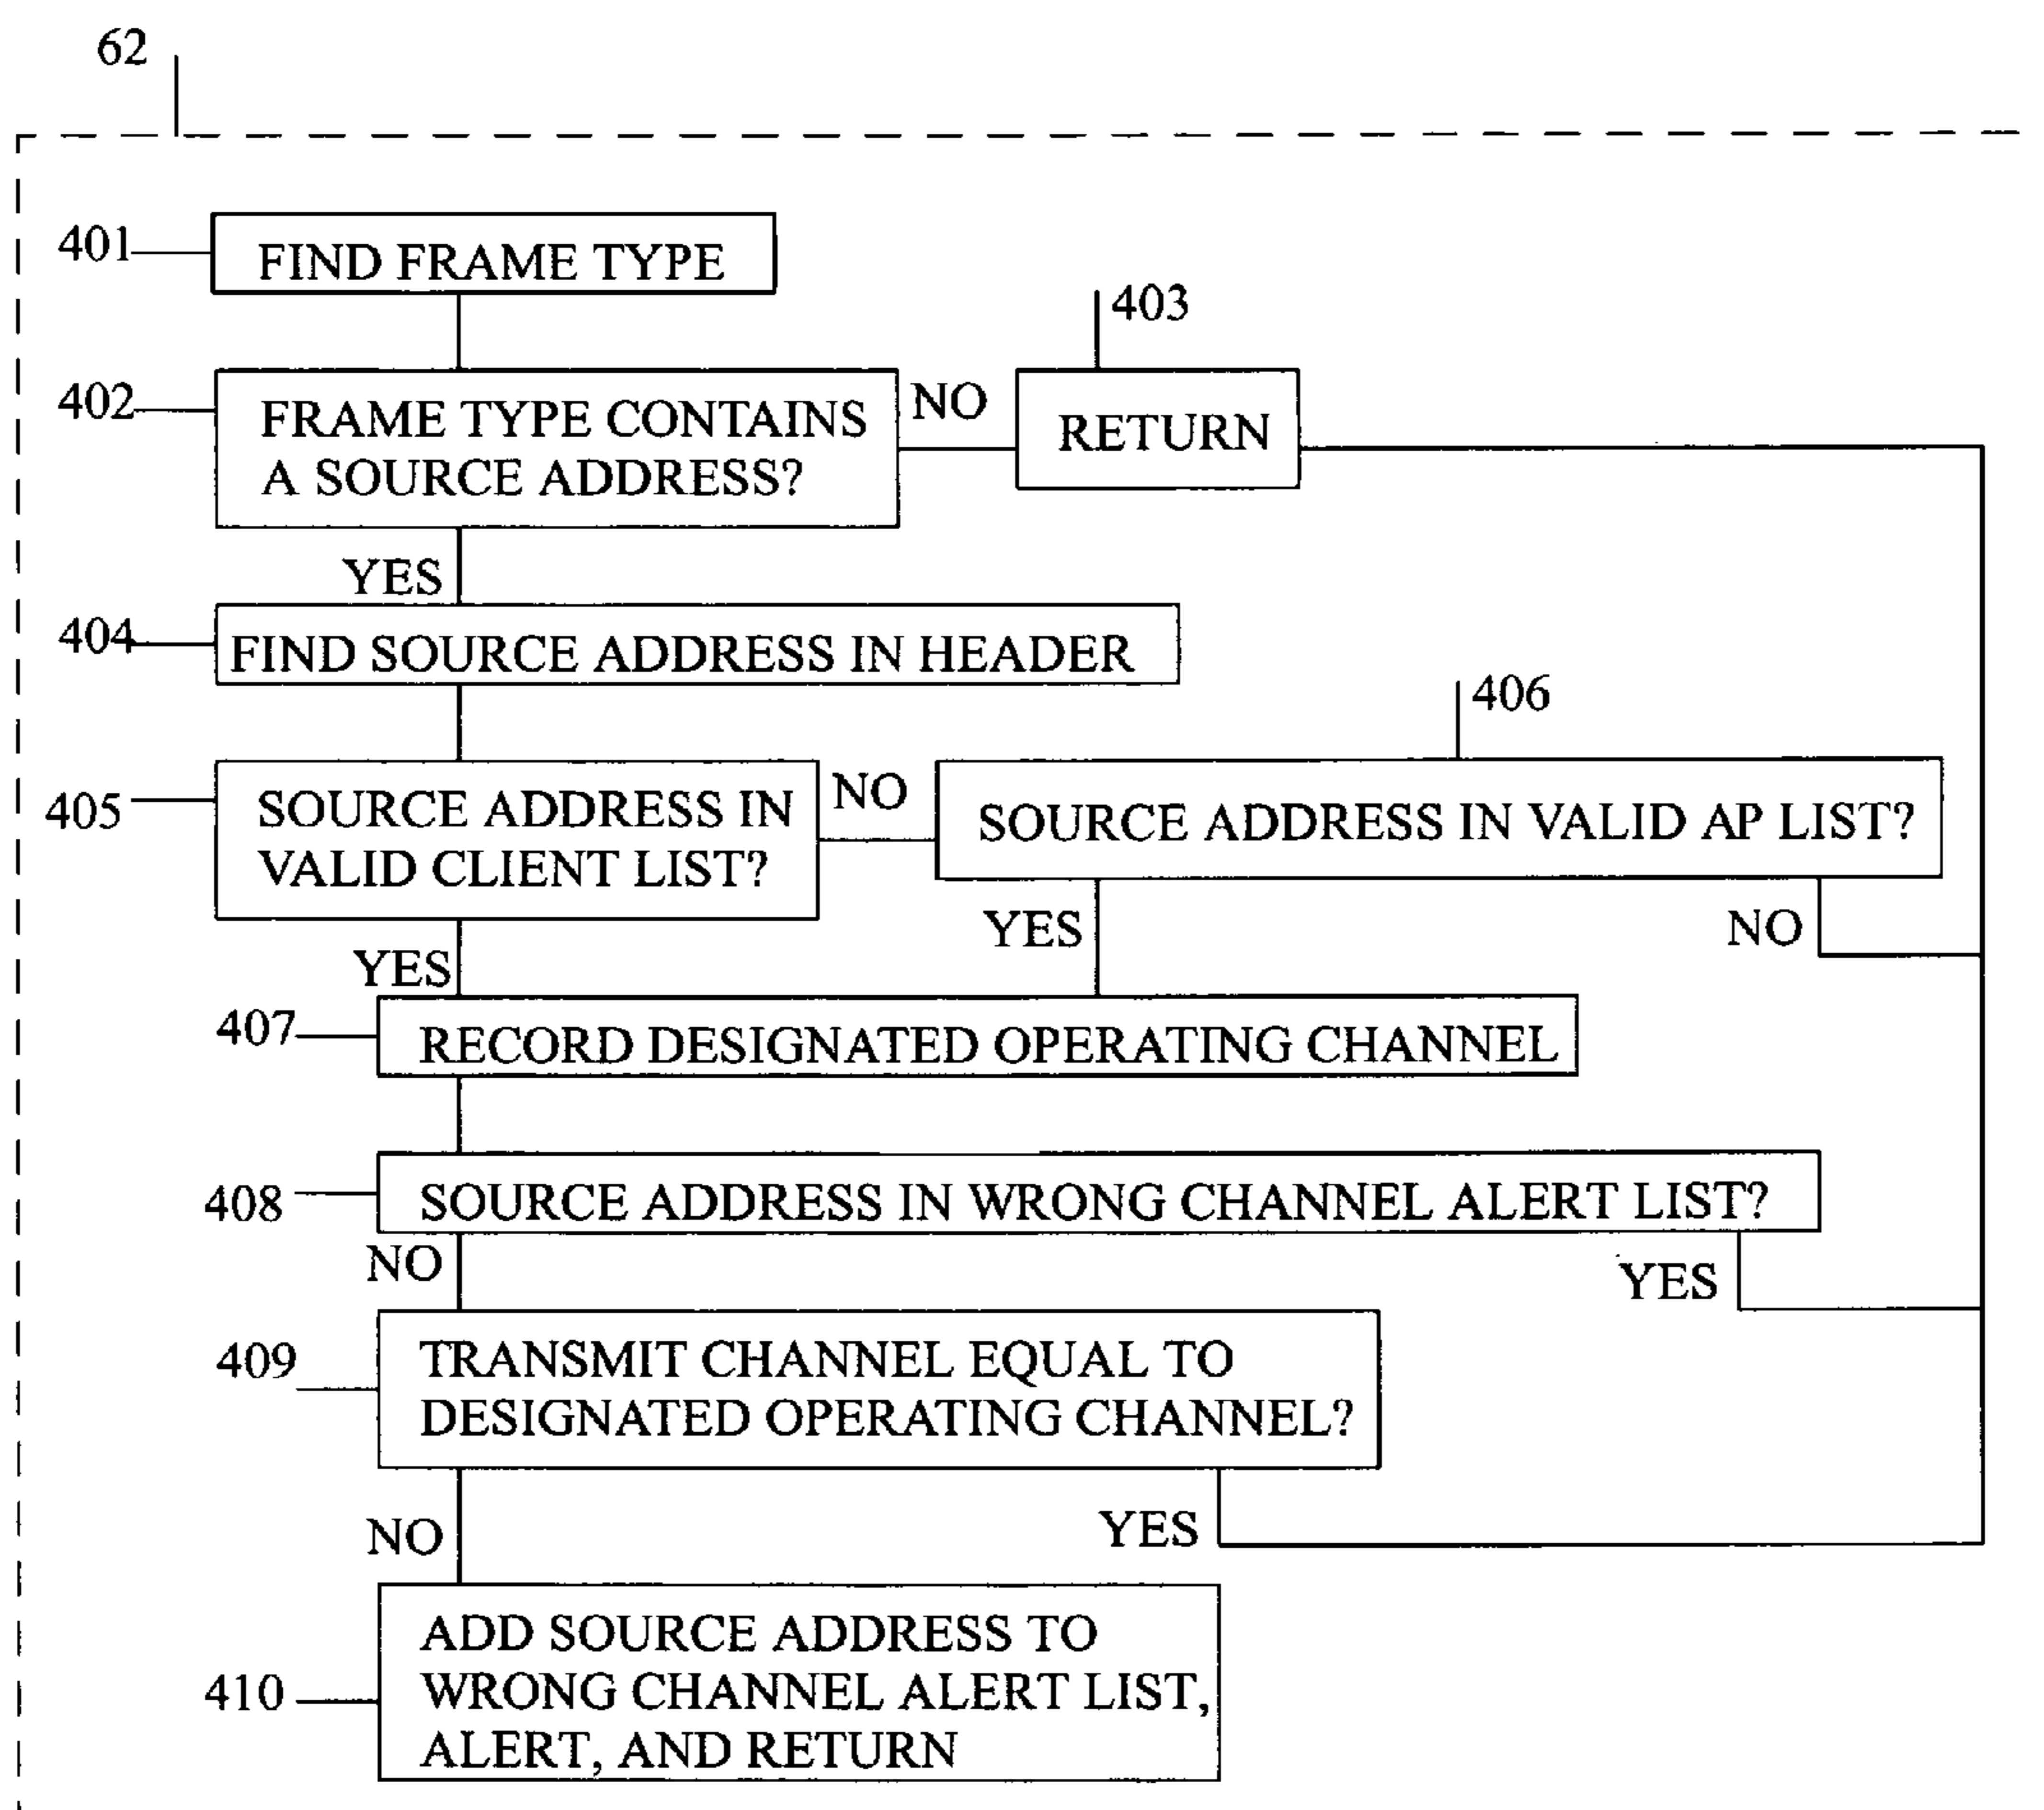 62
401
FIND FRAME TYPE
403
402
FRAME TYPE CONTAINS
A SOURCE ADDRESS?
NO
RETURN
YES
404
FIND SOURCE ADDRESS IN HEADER
406
405
SOURCE ADDRESS IN
VALID CLIENT LIST?
NO
SOURCE ADDRESS IN VALID AP LIST?
YES
NO
YES
407
RECORD DESIGNATED OPERATING CHANNEL
408
SOURCE ADDRESS IN WRONG CHANNEL ALERT LIST?
NO
YES
409
TRANSMIT CHANNEL EQUAL TO
DESIGNATED OPERATING CHANNEL?
NO
YES
410
ADD SOURCE ADDRESS TO
WRONG CHANNEL ALERT LIST,
ALERT, AND RETURN